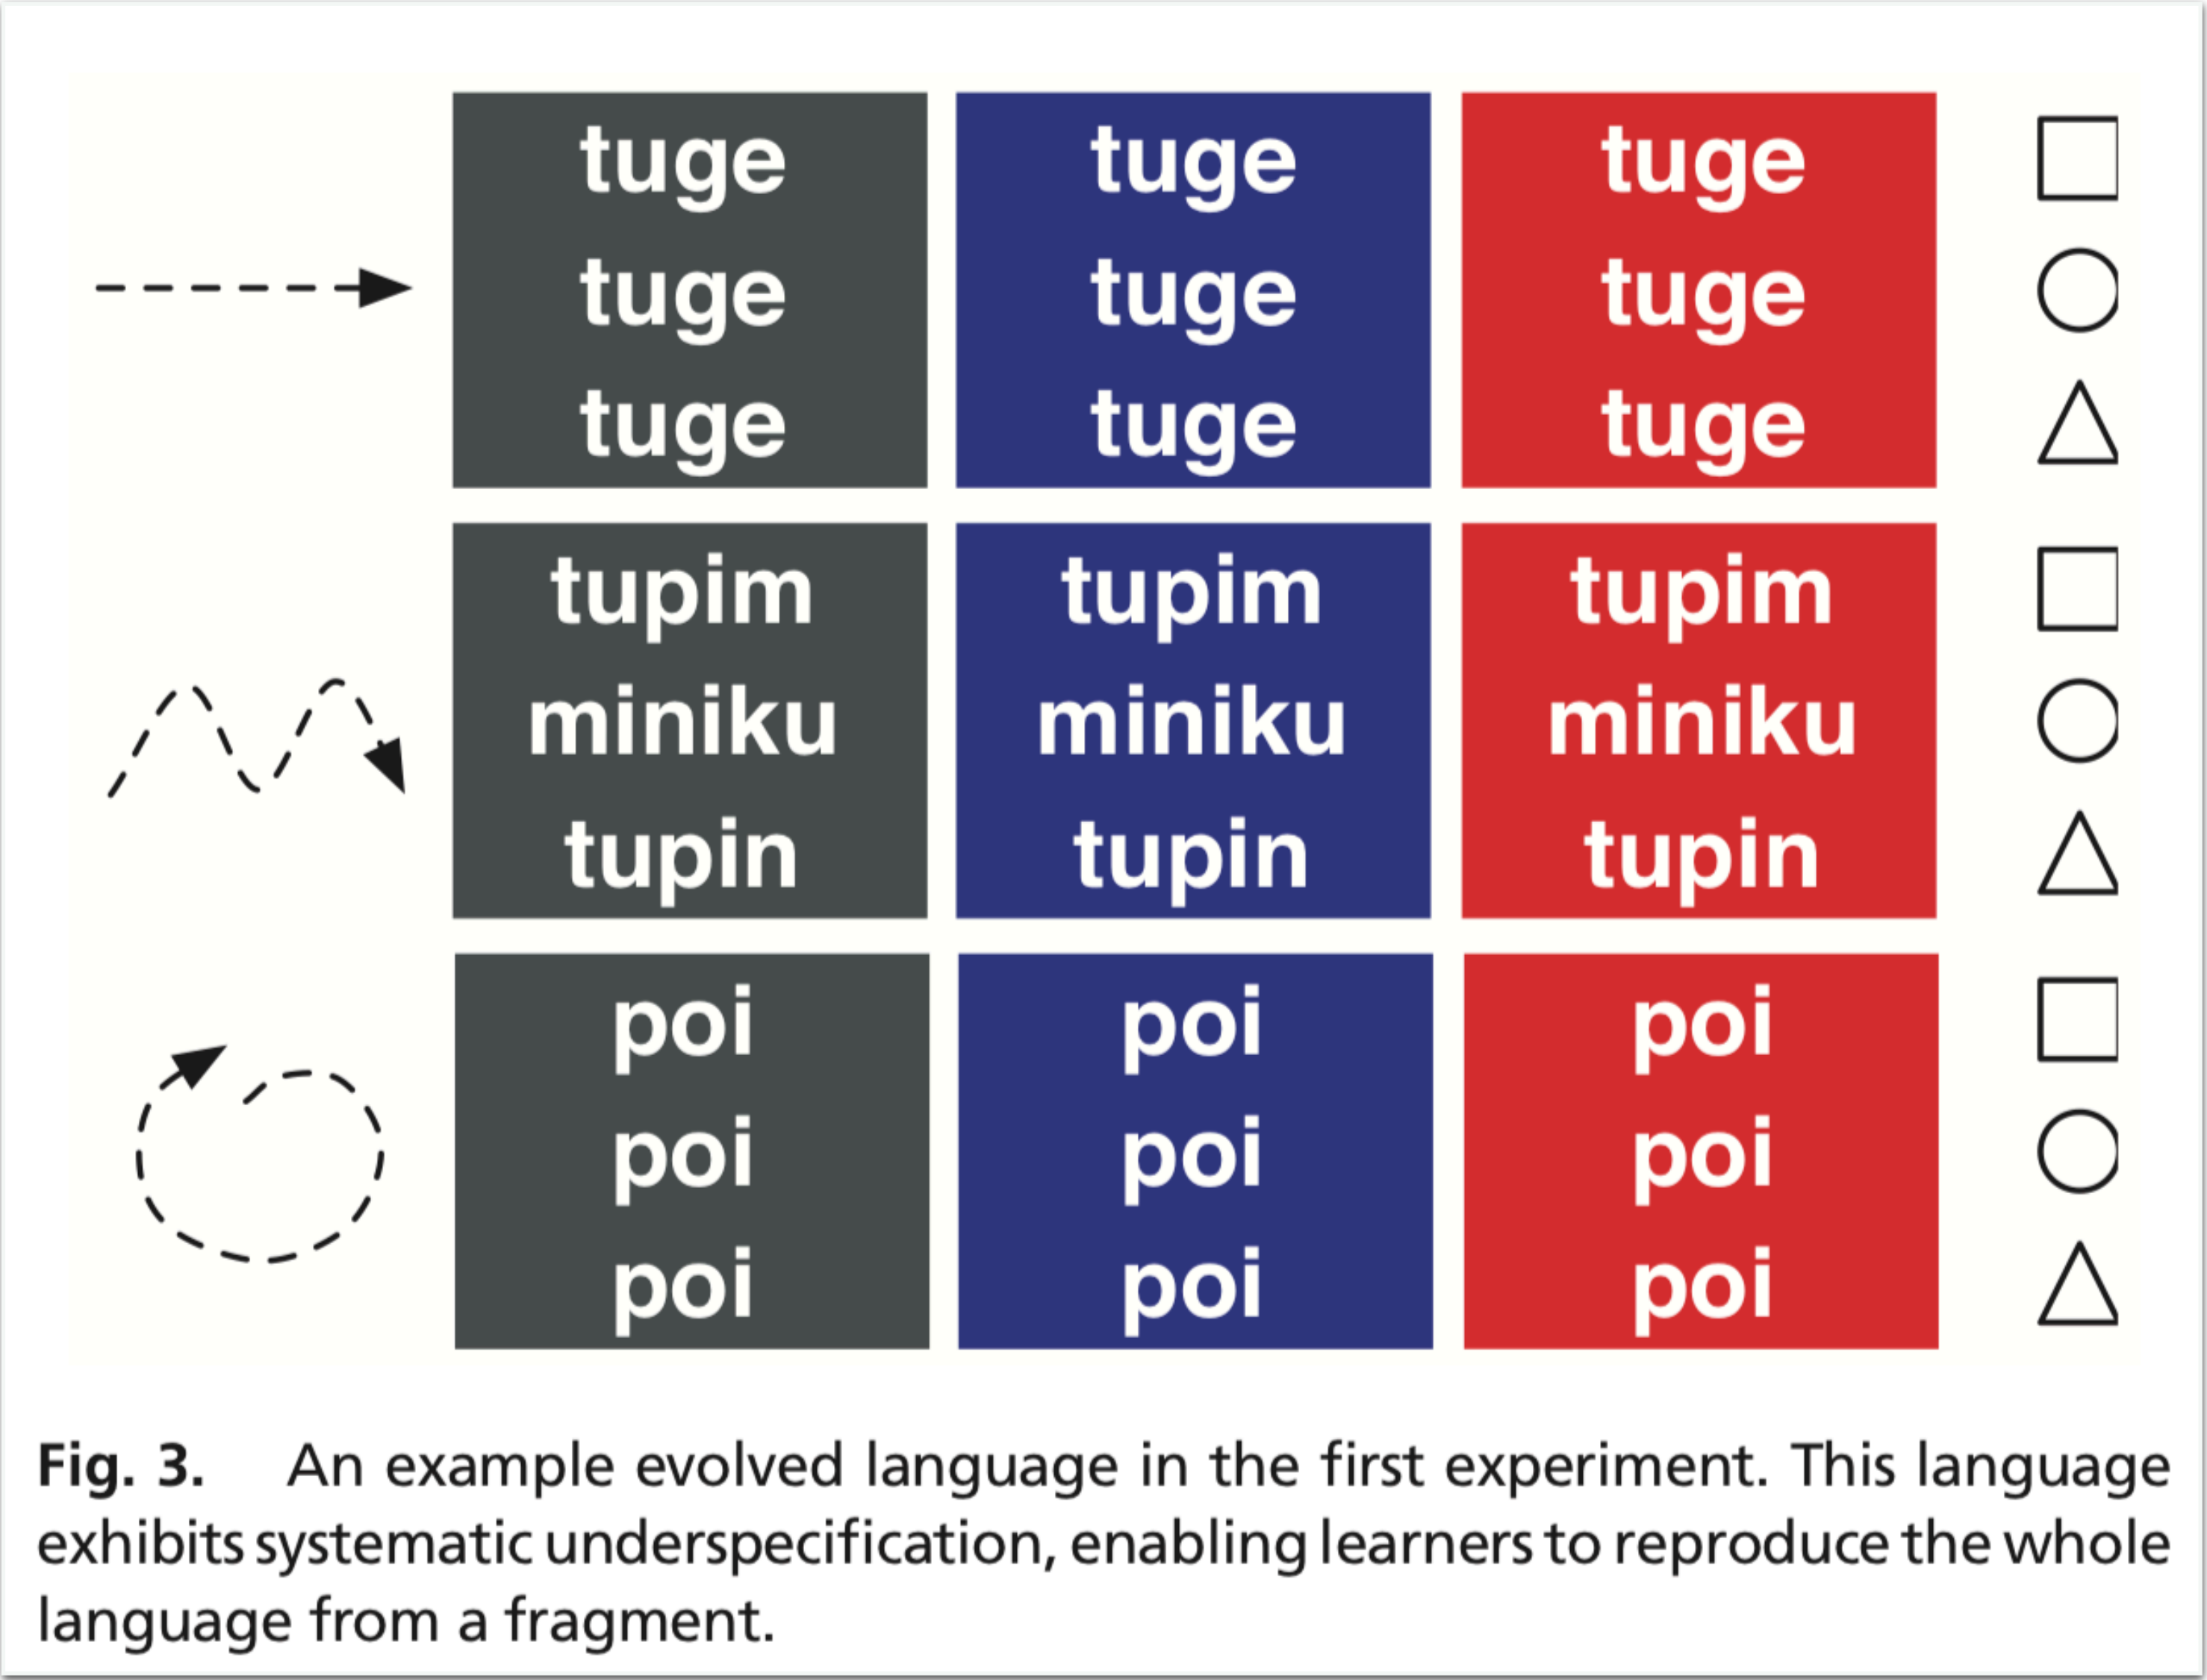 tuge tuge tuge
tuge tuge tuge
tuge tuge tuge
tupim tupim tupim
miniku miniku miniku
tupin tupin tupin
poi poi poi
poi poi poi
poi poi poi
Fig. 3. An example evolved language in the first experiment. This language
exhibits systematic underspecification, enabling learners to reproduce the whole
language from a fragment.